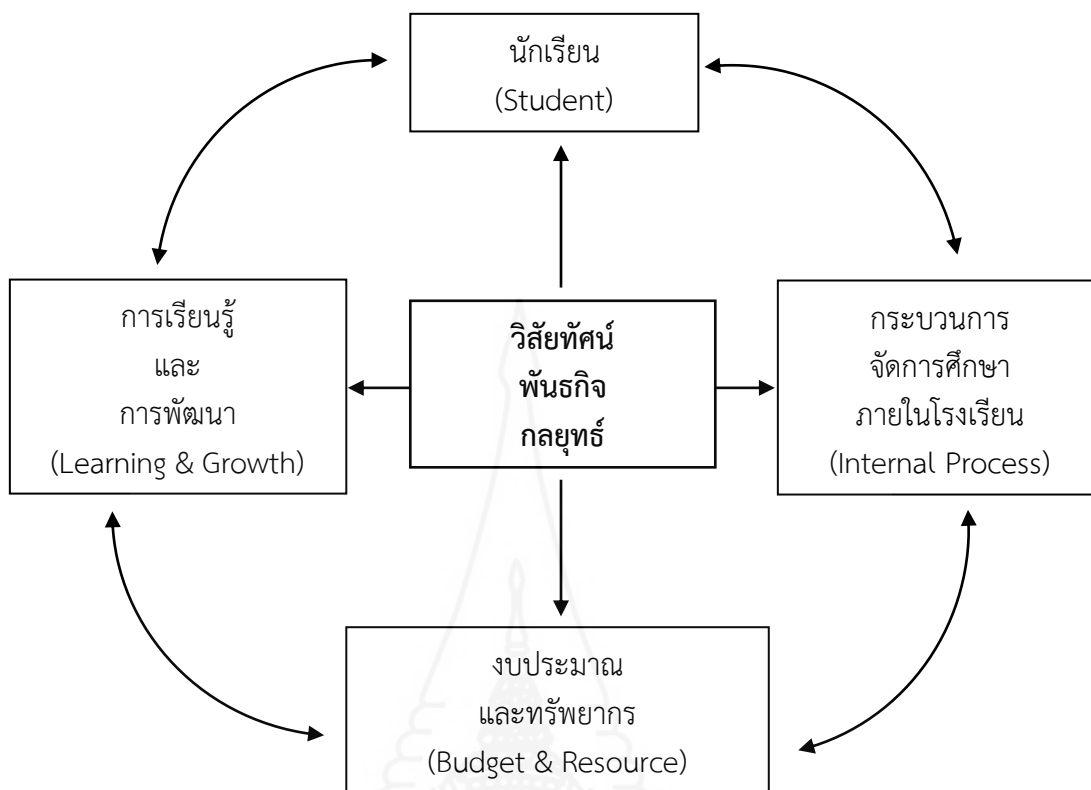 นักเรียน
(Student)
การเรียนรู้
และ
การพัฒนา
(Learning & Growth)
วิสัยทัศน์
พันธกิจ
กลยุทธ์
กระบวนการ
จัดการศึกษา
ภายในโรงเรียน
(Internal Process)
งบประมาณ
และทรัพยากร
(Budget & Resource)